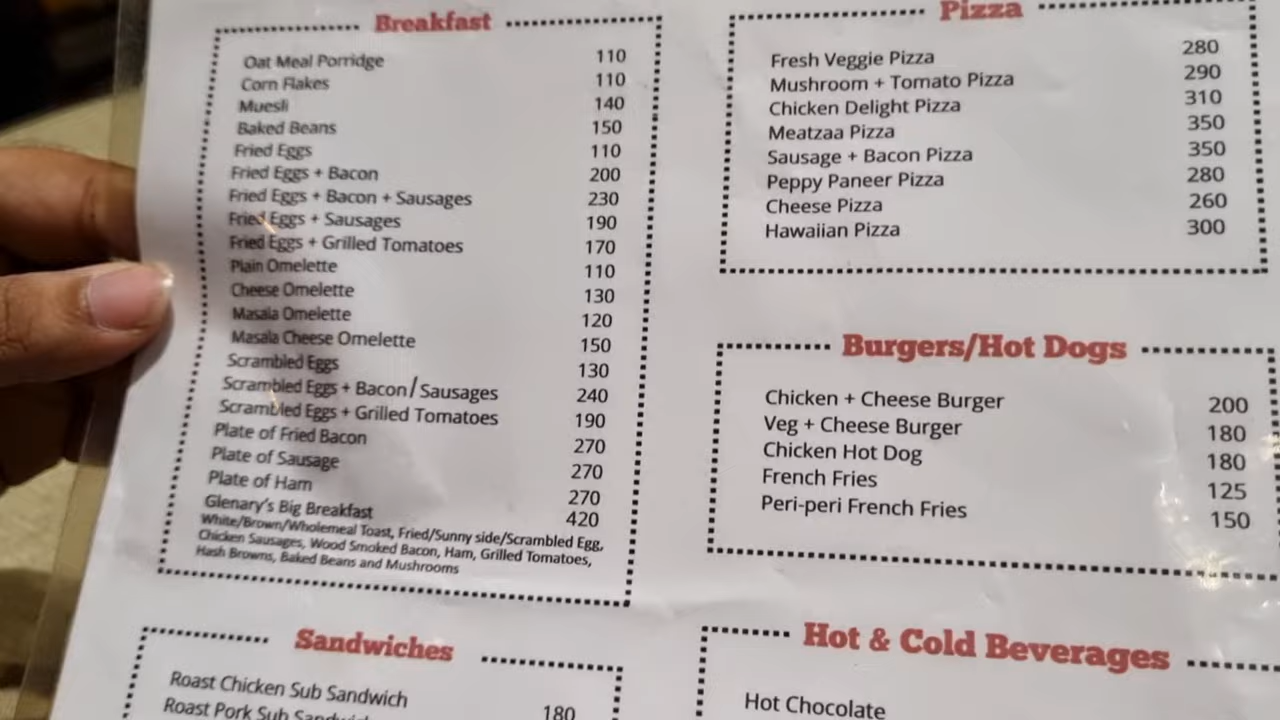 Breakfast
Oat Meal Porridge 110
Corn Flakes 110
Muesli 140
Baked Beans 150
Fried Eggs 110
Fried Eggs + Bacon 200
Fried Eggs + Bacon + Sausages 230
Fried Eggs + Sausages 190
Fried Eggs + Grilled Tomatoes 170
Plain Omelette 110
Cheese Omelette 130
Masala Omelette 120
Masala Cheese Omelette 150
Scrambled Eggs 130
Scrambled Eggs + Bacon/Sausages 240
Scrambled Eggs + Grilled Tomatoes 190
Plate of Fried Bacon 270
Plate of Sausage 270
Plate of Ham 270
Glenary's Big Breakfast 420
White/Brown/Wholemeal Toast, Fried/Sunny side/Scrambled Egg,
Chicken Sausages, Wood Smoked Bacon, Ham, Grilled Tomatoes,
Hash Browns, Baked Beans and Mushrooms
Sandwiches
Roast Chicken Sub Sandwich 180
Roast Pork Sub
Pizza
Fresh Veggie Pizza 280
Mushroom + Tomato Pizza 290
Chicken Delight Pizza 310
Meatzaa Pizza 350
Sausage + Bacon Pizza 350
Peppy Paneer Pizza 280
Cheese Pizza 260
Hawaiian Pizza 300
Burgers/Hot Dogs
Chicken + Cheese Burger 200
Veg + Cheese Burger 180
Chicken Hot Dog 180
French Fries 125
Peri-peri French Fries 150
Hot & Cold Beverages
Hot Chocolate